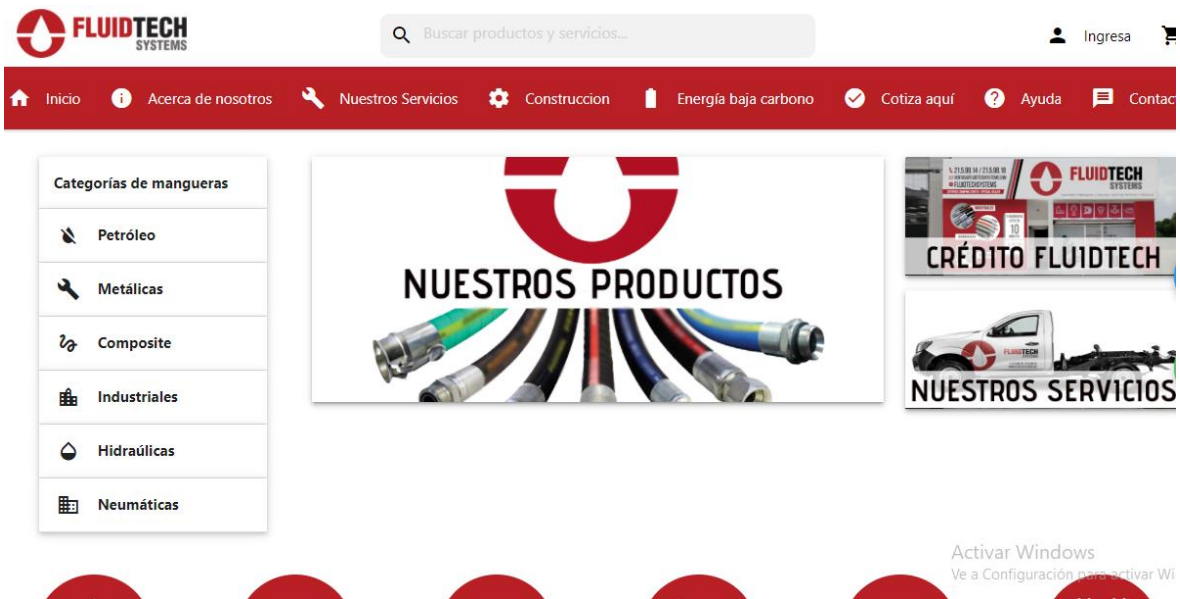 FLUIDTECH
SYSTEMS
Buscar productos y servicios...
Ingresa
Inicio
Acerca de nosotros
Nuestros Servicios
Construccion
Energía baja carbono
Cotiza aquí
Ayuda
Contac
Categorías de mangueras
Petróleo
Metálicas
Composite
Industriales
Hidraúlicas
Neumáticas
NUESTROS PRODUCTOS
FLUIDTECH
SYSTEMS
CRÉDITO FLUIDTECH
FLUIDTECH
NUESTROS SERVICIOS
Activar Windows
Ve a Configuración para activar Wi